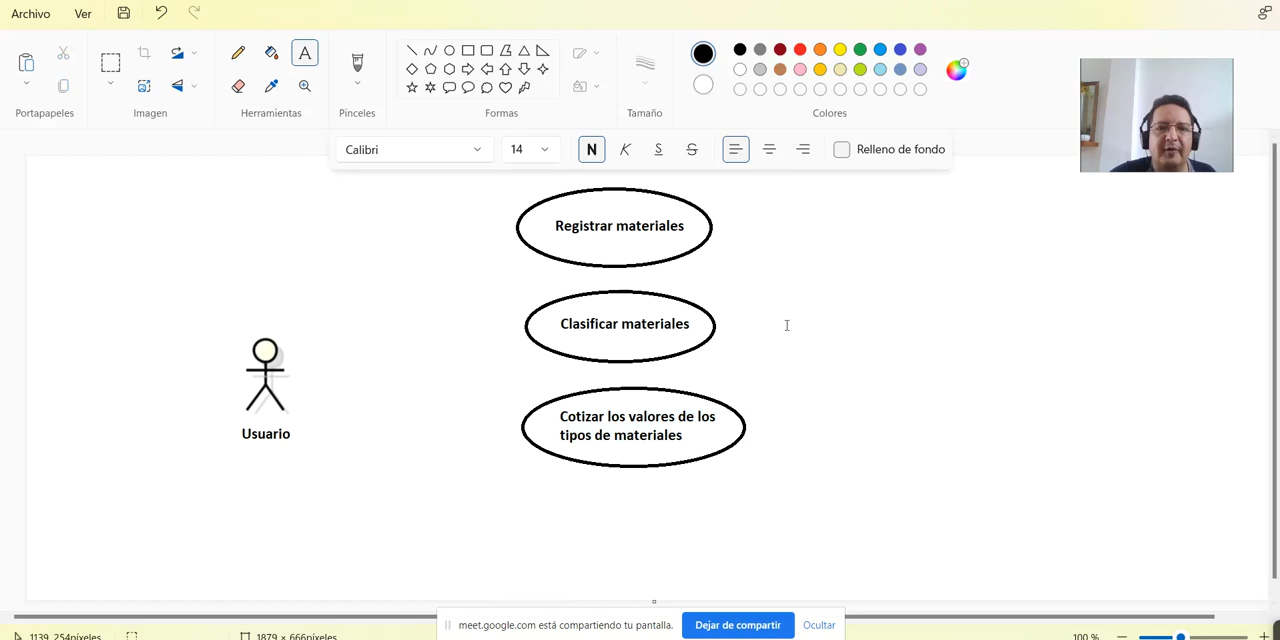 Archivo Ver
A
Portapapeles Imagen Herramientas Pinceles Formas Tamaño Colores
Calibri 14 N K S S Relleno de fondo
Registrar materiales
Clasificar materiales
Cotizar los valores de los
tipos de materiales
Usuario
meet.google.com está compartiendo tu pantalla. Dejar de compartir Ocultar
1139, 254píxeles 1879 × 666píxeles 100 %